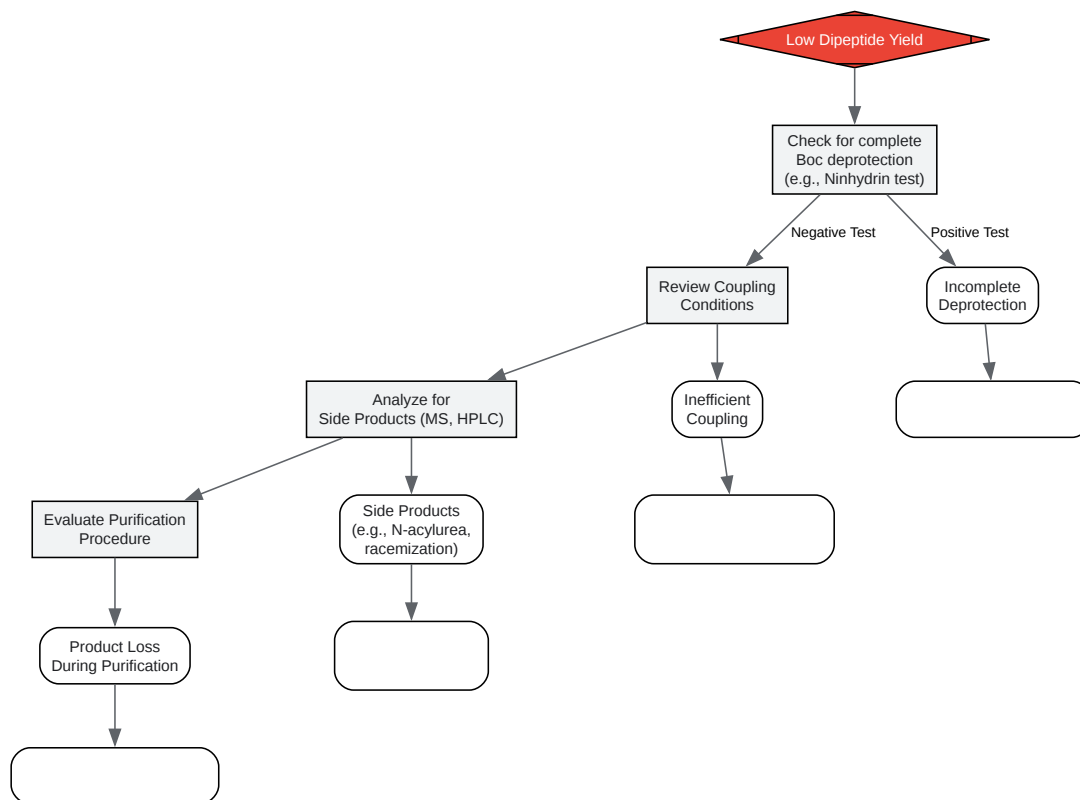 Low Dipeptide Yield
Check for complete
Boc deprotection
(e.g., Ninhydrin test)
Negative Test
Positive Test
Review Coupling
Conditions
Incomplete
Deprotection
Analyze for
Side Products (MS, HPLC)
Inefficient
Coupling
Evaluate Purification
Procedure
Side Products
(e.g., N-acylurea,
racemization)
Product Loss
During Purification